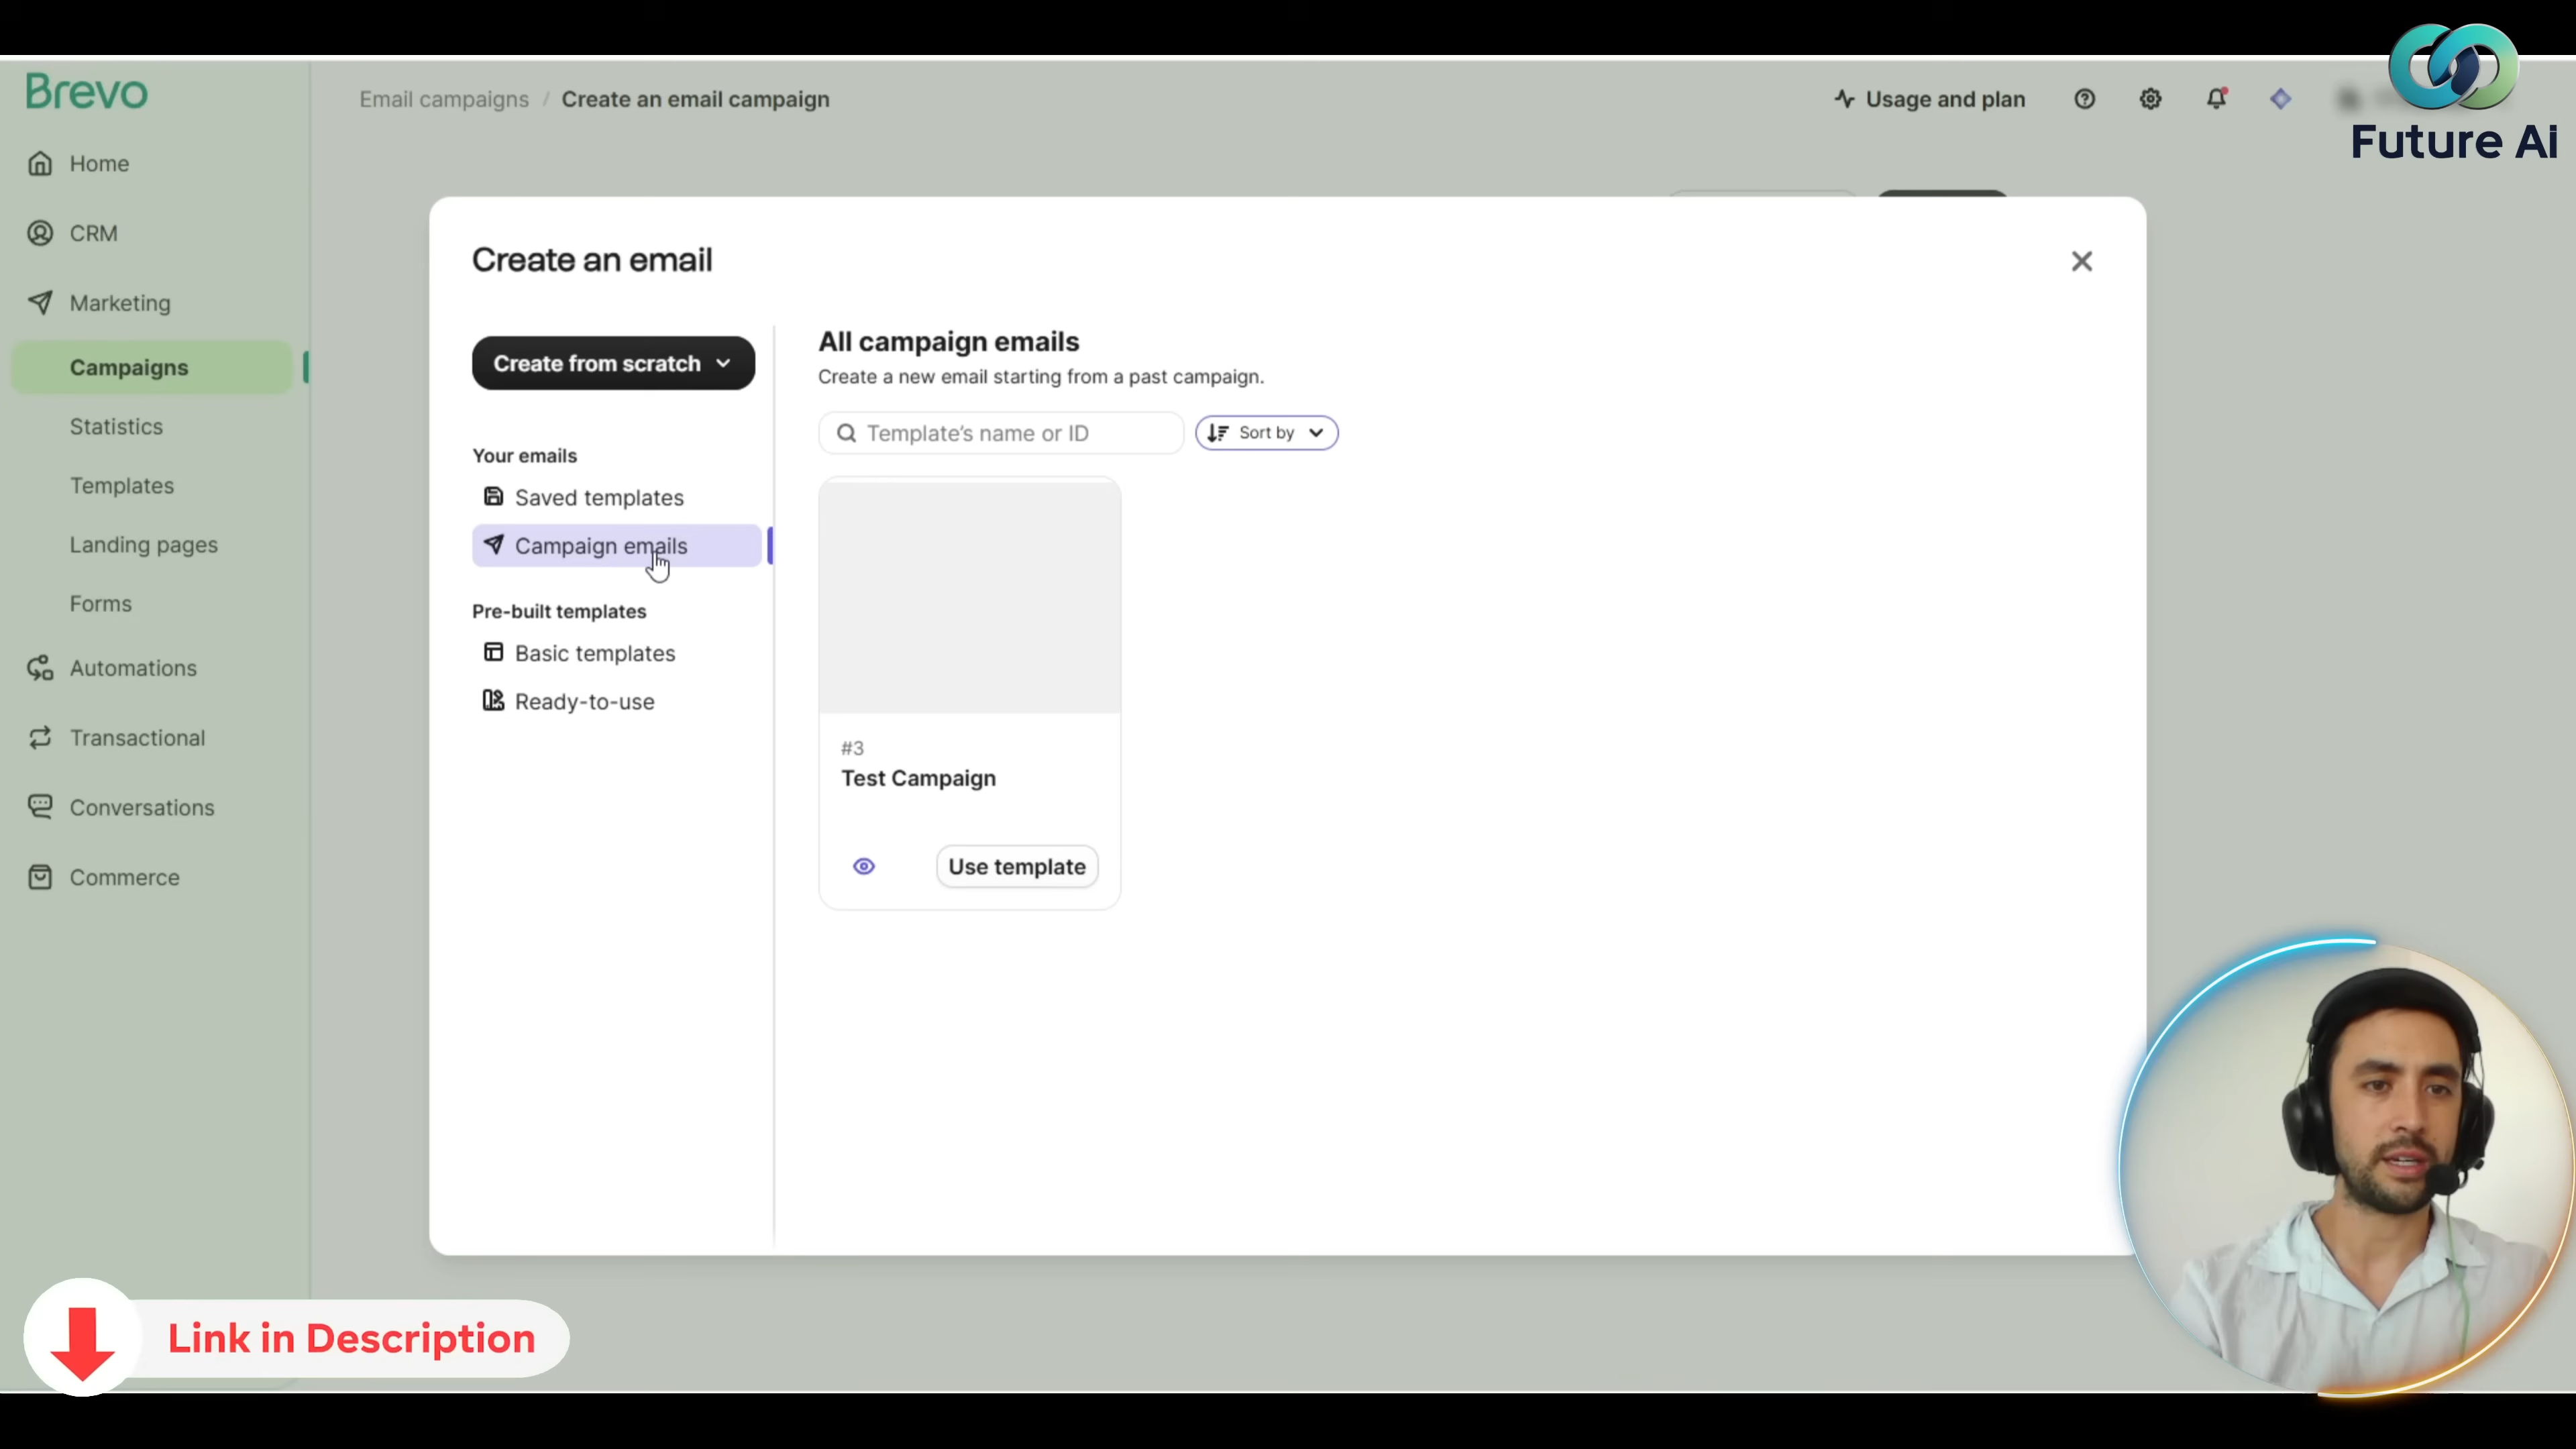 Brevo
Email campaigns / Create an email campaign
Usage and plan
Future Ai
Home
CRM
Marketing
Campaigns
Statistics
Templates
Landing pages
Forms
Automations
Transactional
Conversations
Commerce
Create an email
Create from scratch
Your emails
Saved templates
Campaign emails
Pre-built templates
Basic templates
Ready-to-use
All campaign emails
Create a new email starting from a past campaign.
Template's name or ID
Sort by
#3
Test Campaign
Use template
Link in Description